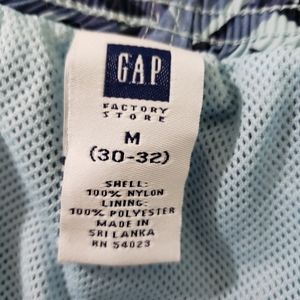 GAP
FACTORY
STORE
M
(30-32)
SHELL:
100% NYLON
LINING:
100% POLYESTER
MADE IN
SRI LANKA
RN 54023